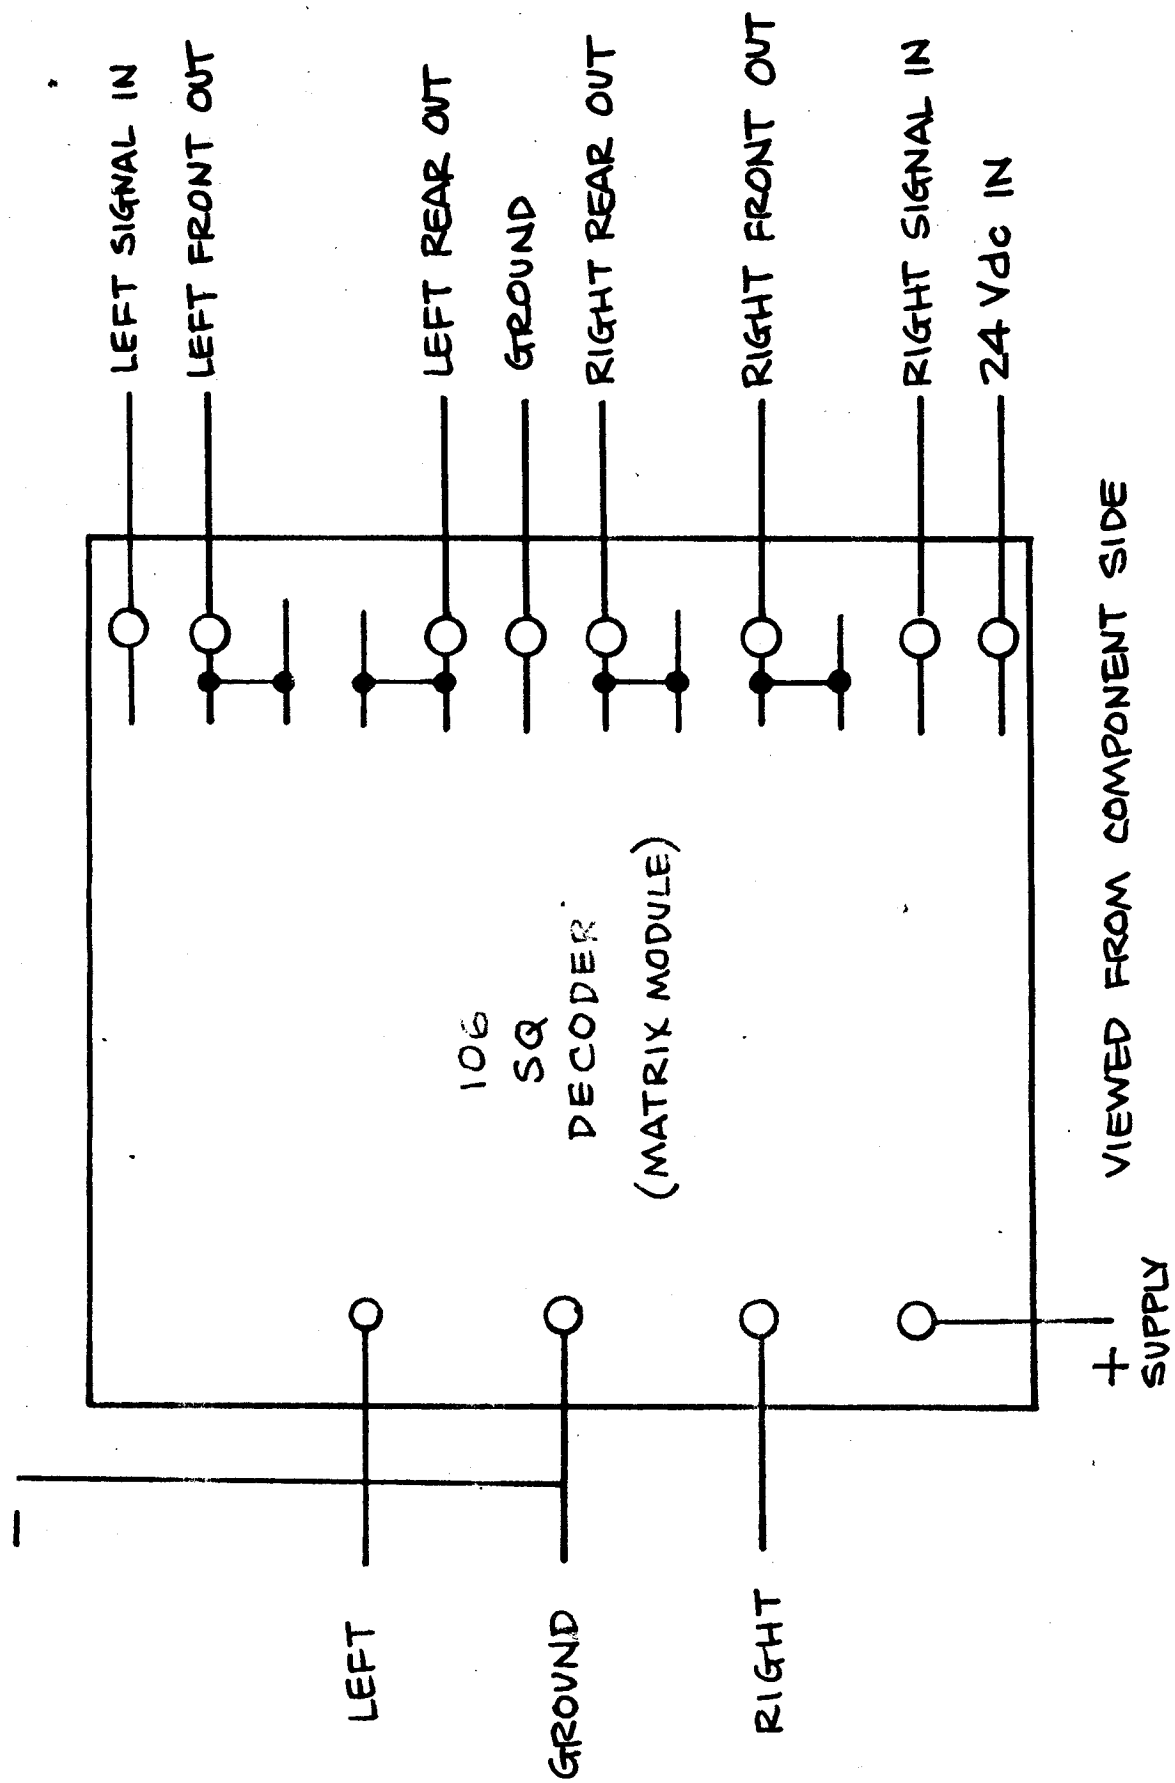 LEFT SIGNAL IN
LEFT FRONT OUT
LEFT REAR OUT
GROUND
RIGHT REAR OUT
RIGHT FRONT OUT
RIGHT SIGNAL IN
24 Vdc IN
106
SQ
DECODER
(MATRIX MODULE)
−
LEFT
GROUND
RIGHT
+
SUPPLY
VIEWED FROM COMPONENT SIDE